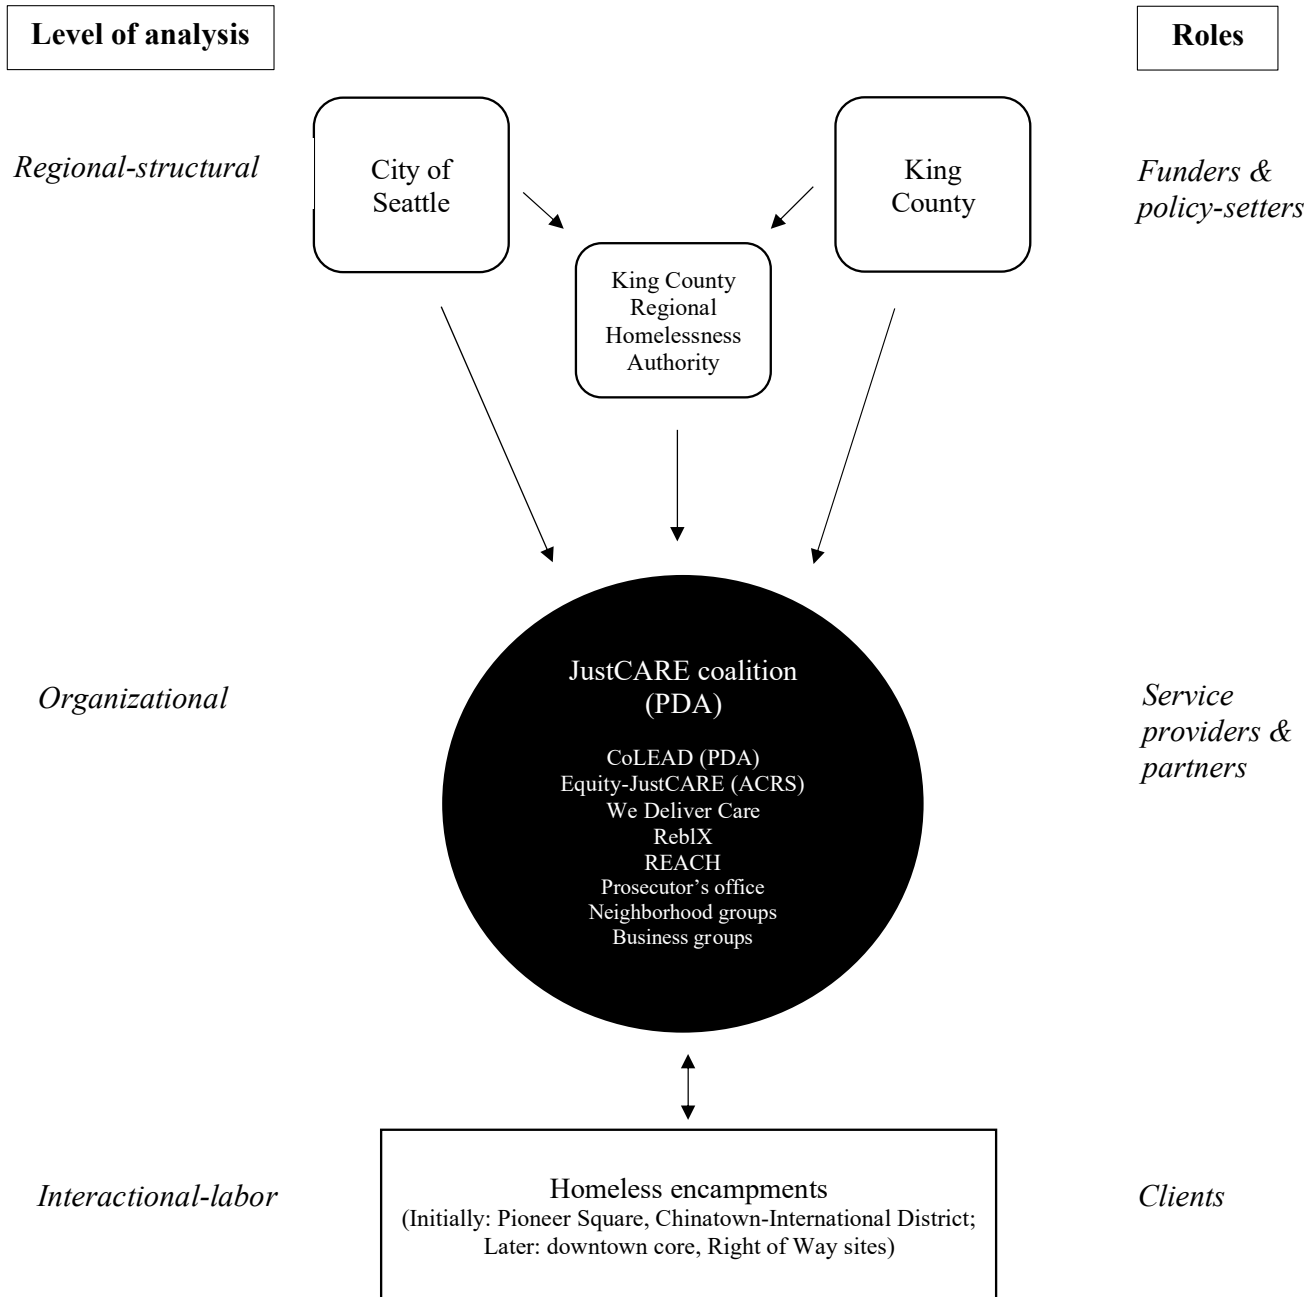 Level of analysis
Roles
Regional-structural
City of
Seattle
King
County
Funders &
policy-setters
King County
Regional
Homelessness
Authority
Organizational
JustCARE coalition
(PDA)
CoLEAD (PDA)
Equity-JustCARE (ACRS)
We Deliver Care
ReblX
REACH
Prosecutor’s office
Neighborhood groups
Business groups
Service
providers &
partners
Interactional-labor
Homeless encampments
(Initially: Pioneer Square, Chinatown-International District;
Later: downtown core, Right of Way sites)
Clients